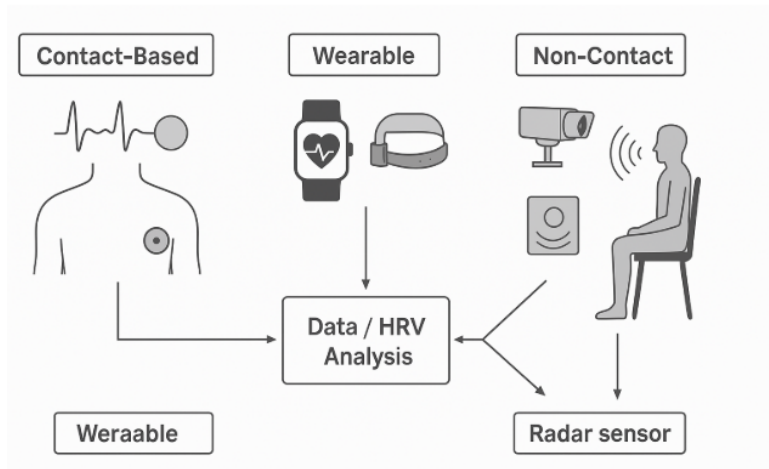 Contact-Based
Wearable
Non-Contact
Data / HRV
Analysis
Weraable
Radar sensor